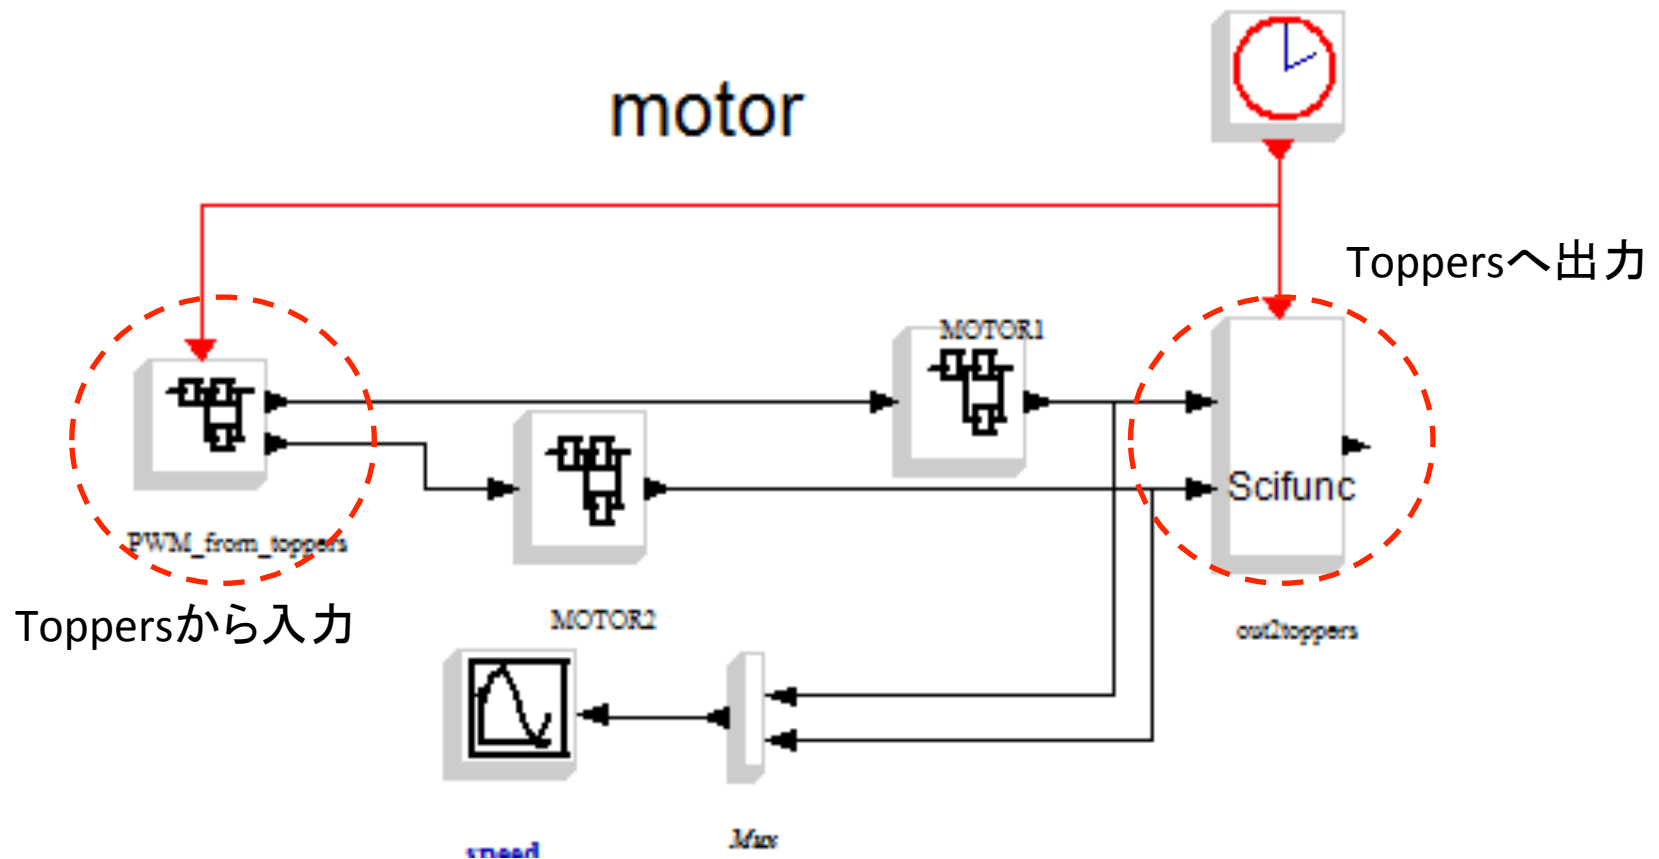 motor
Toppersへ出力
MOTOR1
Scifunc
PWM_from_toppers
Toppersから入力
MOTOR2
out2toppers
Mux
speed